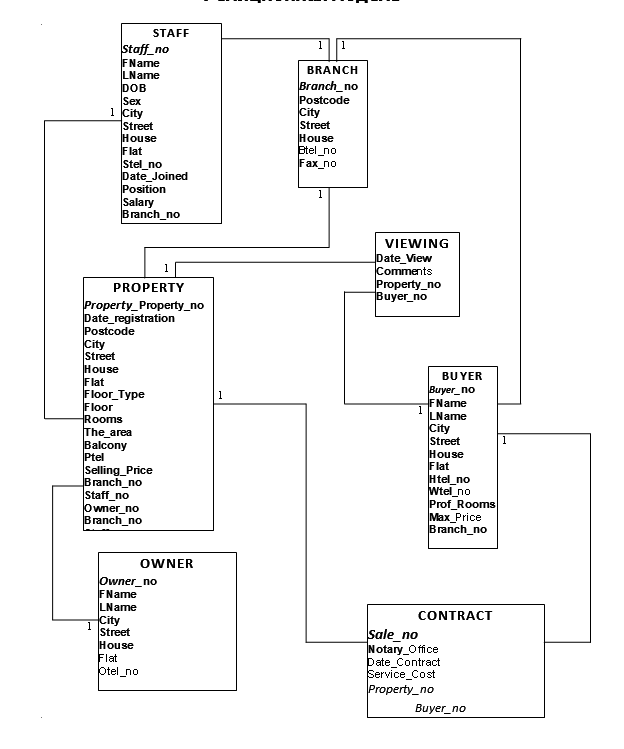 STAFF
Staff_no
FName
LName
DOB
Sex
City
Street
House
Flat
Stel_no
Date_Joined
Position
Salary
Branch_no
1
1
1
BRANCH
Branch_no
Postcode
City
Street
House
Btel_no
Fax_no
1
VIEWING
Date_View
Comments
Property_no
Buyer_no
1
PROPERTY
Property_Property_no
Date_registration
Postcode
City
Street
House
Flat
Floor_Type
Floor
Rooms
The_area
Balcony
Ptel
Selling_Price
Branch_no
Staff_no
Owner_no
Branch_no
1
BUYER
Buyer_no
FName
LName
City
Street
House
Flat
Htel_no
Wtel_no
Prof_Rooms
Max_Price
Branch_no
1
1
OWNER
Owner_no
FName
LName
City
Street
House
Flat
Otel_no
1
CONTRACT
Sale_no
Notary_Office
Date_Contract
Service_Cost
Property_no
Buyer_no